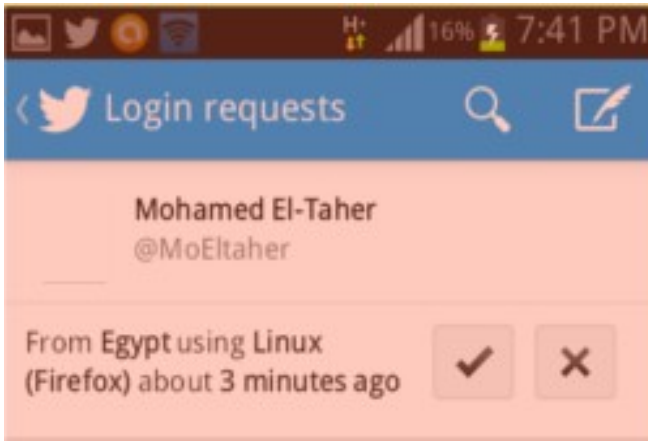 H+ 16% 7:41 PM
Login requests
Mohamed El-Taher
@MoEltaher
From Egypt using Linux
(Firefox) about 3 minutes ago